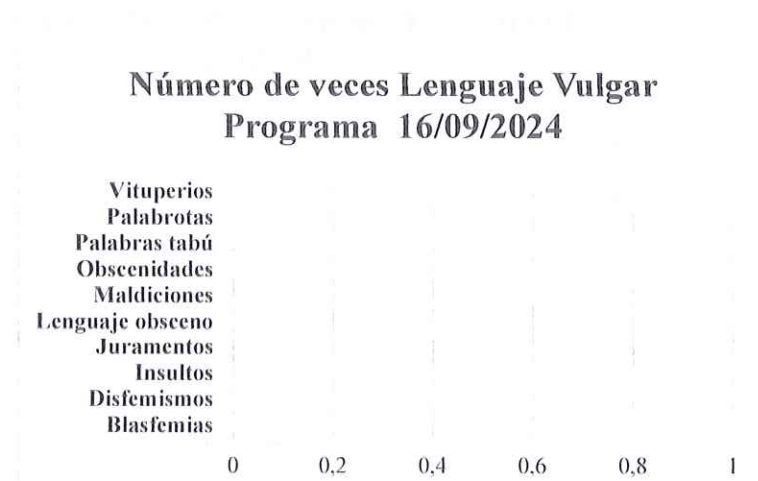 Número de veces Lenguaje Vulgar
Programa 16/09/2024
Vituperios
Palabrotas
Palabras tabú
Obscenidades
Maldiciones
Lenguaje obsceno
Juramentos
Insultos
Disfemismos
Blasfemias
0 0,2 0,4 0,6 0,8 1